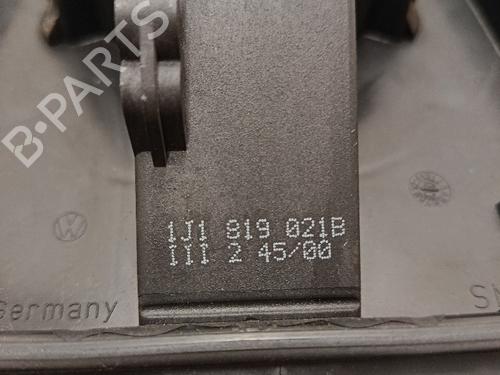 B-PARTS
1J1 819 021B
III 2 45/00
Germany